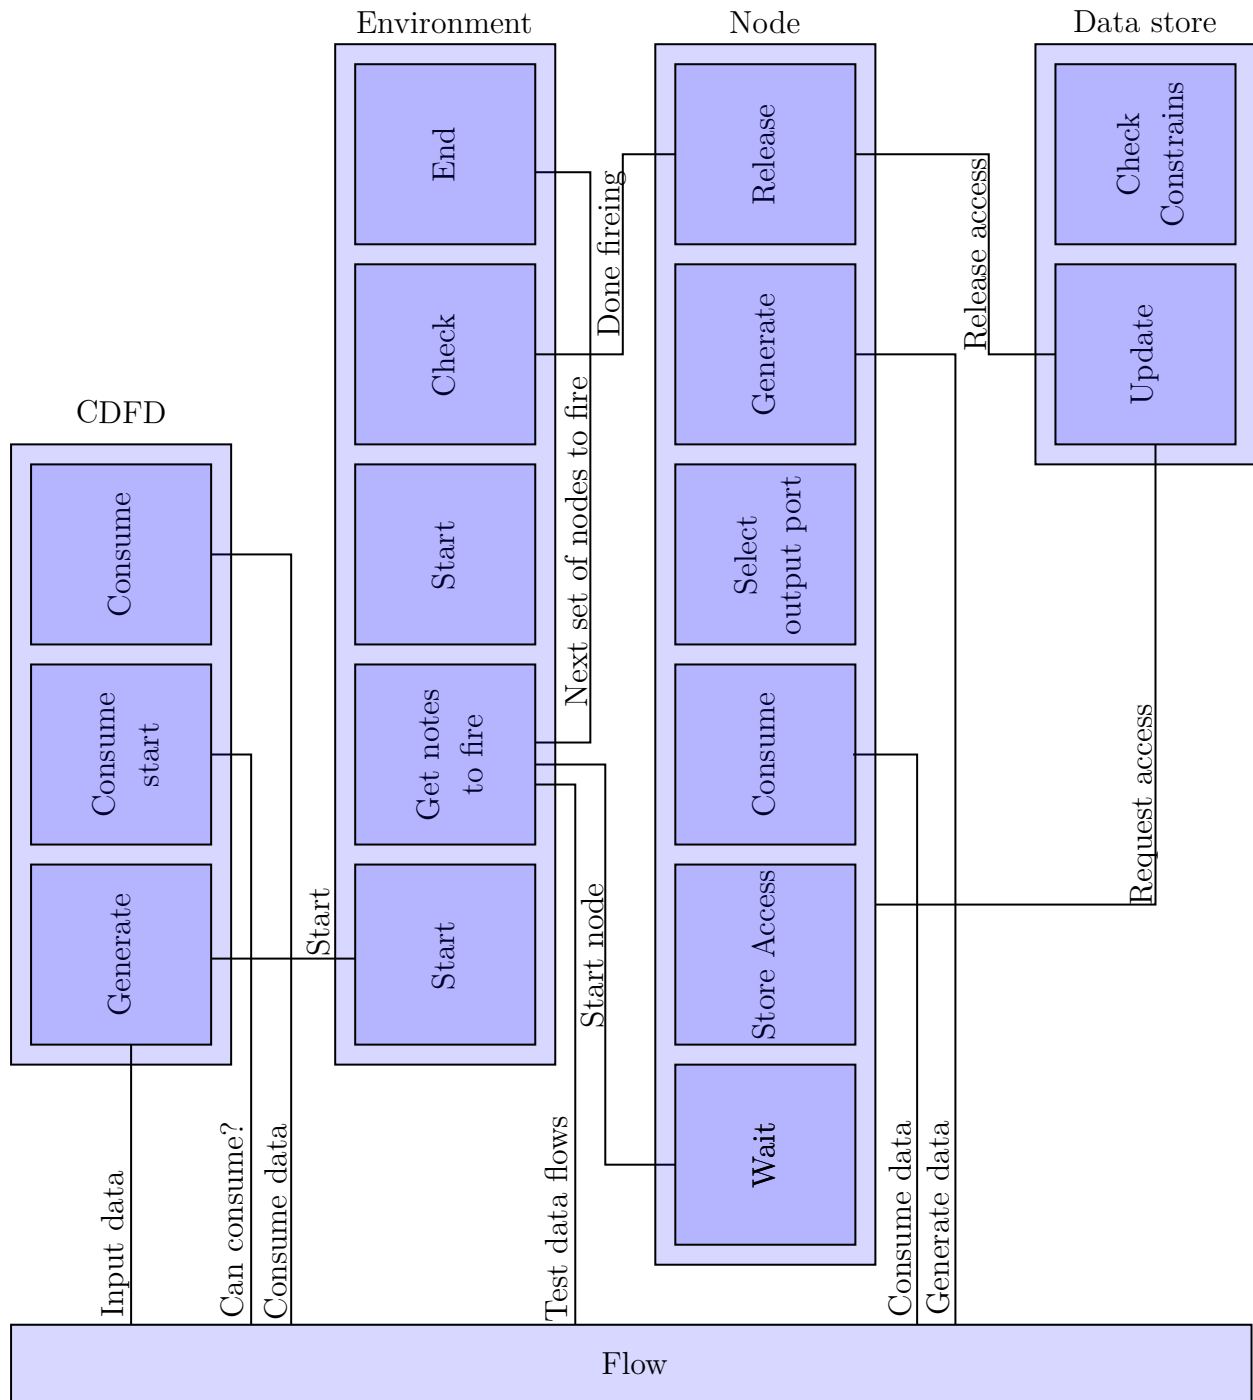 Environment
Node
Data store
CDFD
End
Check
Start
Get notes
to fire
Start
Release
Generate
Select
output port
Consume
Store Access
Wait
Check
Constrains
Update
Consume
Consume
start
Generate
Done fireing
Next set of nodes to fire
Start node
Test data flows
Start
Release access
Request access
Input data
Can consume?
Consume data
Consume data
Generate data
Flow